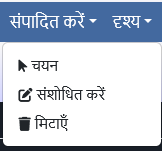 संपादित करें दृश्य
चयन
संशोधित करें
मिटाएँ